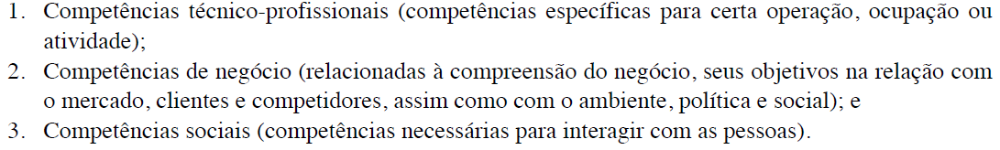 1. Competências técnico-profissionais (competências específicas para certa operação, ocupação ou
atividade);
2. Competências de negócio (relacionadas à compreensão do negócio, seus objetivos na relação com
o mercado, clientes e competidores, assim como com o ambiente, política e social); e
3. Competências sociais (competências necessárias para interagir com as pessoas).